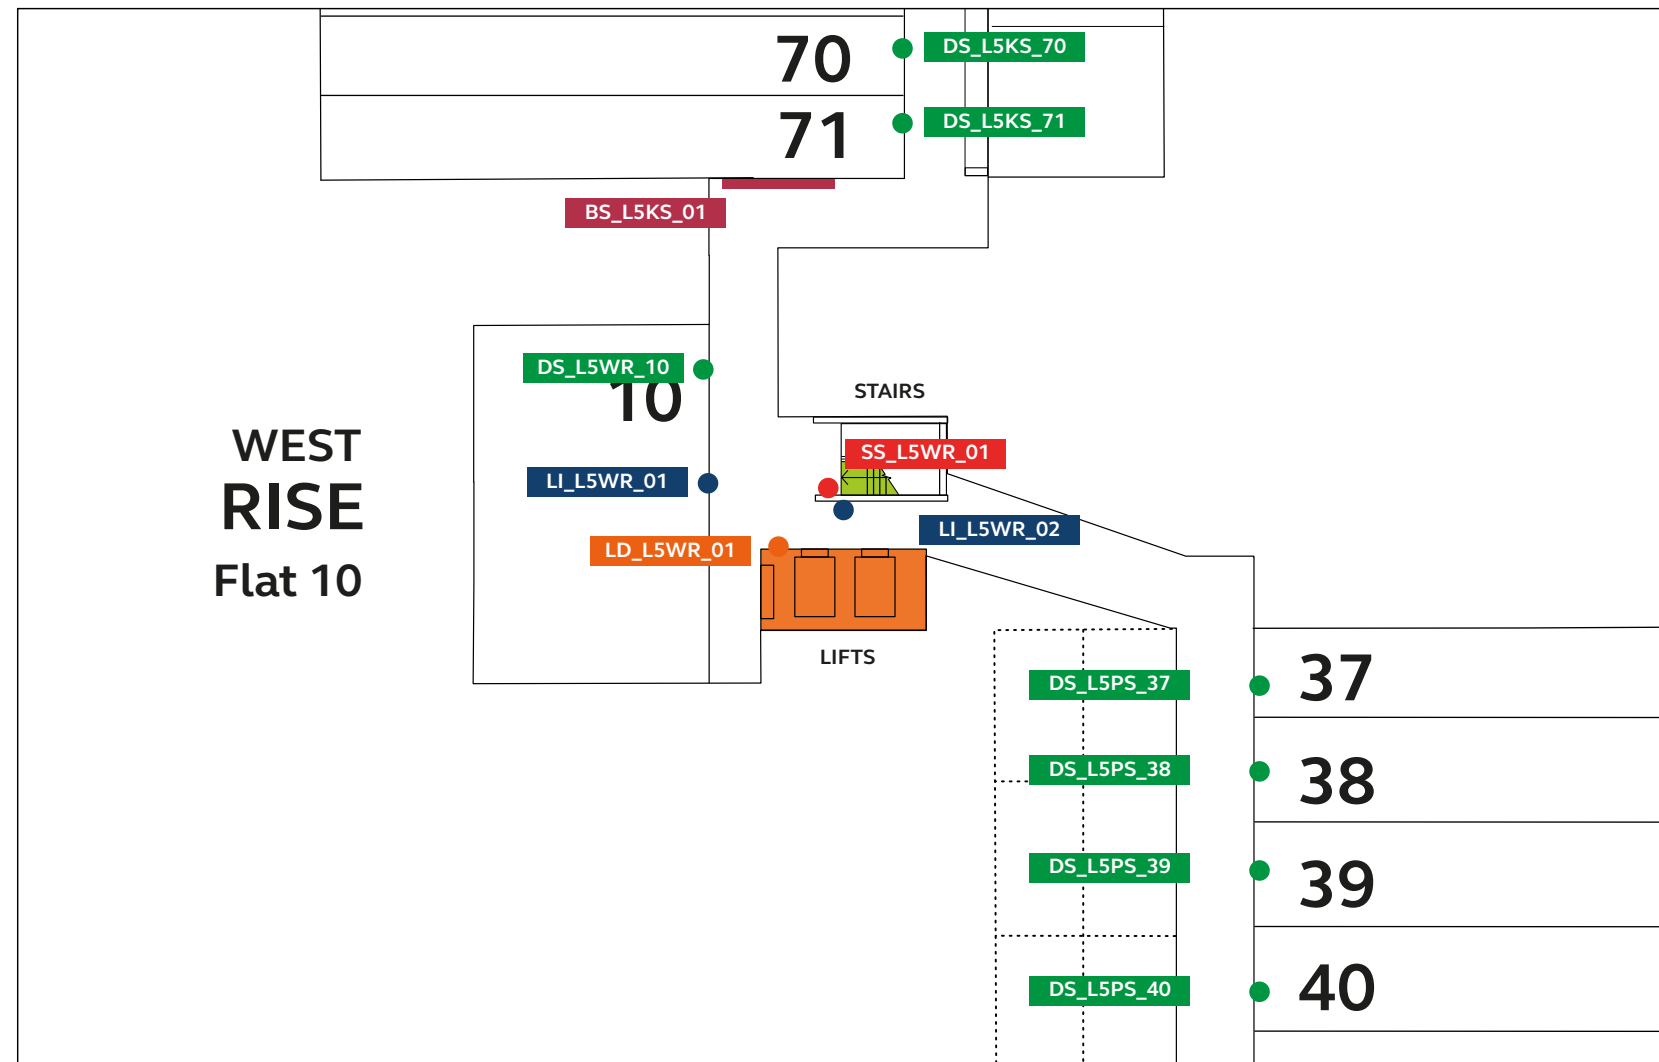 70
DS_L5KS_70
71
DS_L5KS_71
BS_L5KS_01
DS_L5WR_10
10
STAIRS
WEST
RISE
Flat 10
SS_L5WR_01
LI_L5WR_01
LI_L5WR_02
LD_L5WR_01
LIFTS
DS_L5PS_37
37
DS_L5PS_38
38
DS_L5PS_39
39
DS_L5PS_40
40